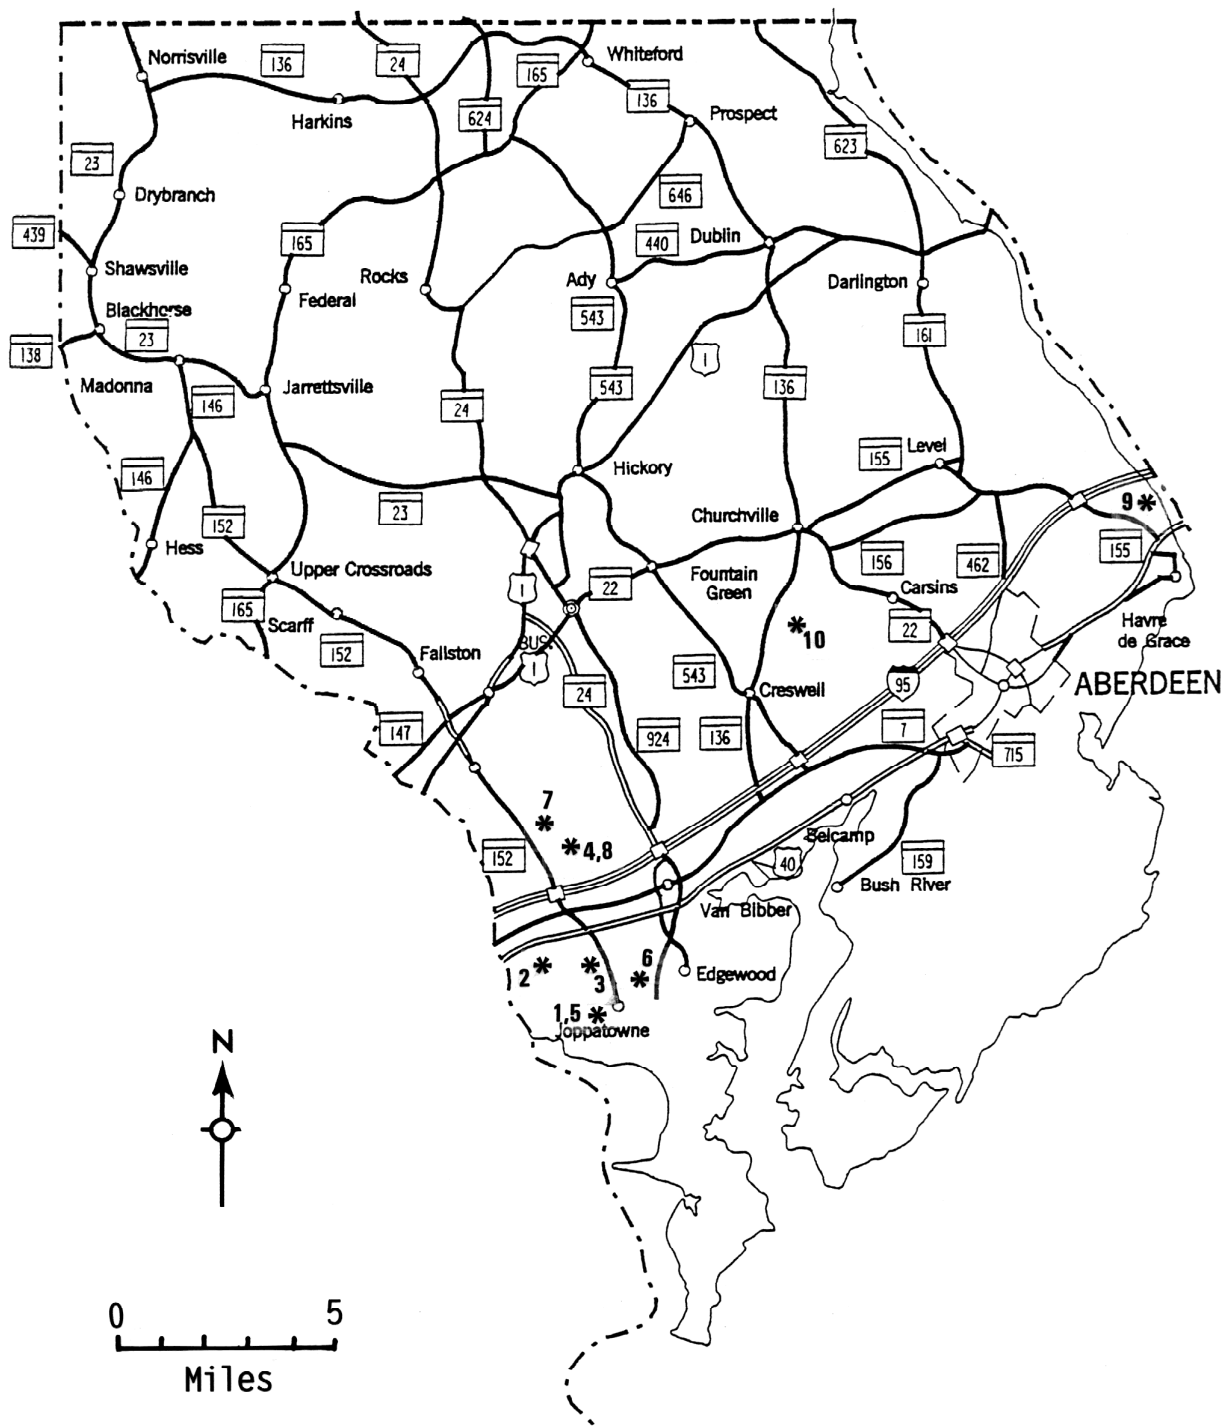 Norrisville
136
24
165
Whiteford
136
Harkins
624
Prospect
623
23
Drybranch
646
439
165
440
Dublin
Shawsville
Rocks
Ady
Darlington
Federal
Blackhorse
23
543
161
138
1
Madonna
Jarrettsville
146
543
136
24
Level
155
146
Hickory
23
9
152
Churchville
Hess
155
Upper Crossroads
22
Fountain
Green
156
462
Carsins
1
165
Scarff
152
22
Havre
de Grace
10
Fallston
BUS.
1
543
24
Creswell
95
ABERDEEN
147
924
136
7
715
7
4,8
Belcamp
152
40
159
Bush River
Van Bibber
2
3
6
Edgewood
1,5
Joppatowne
N
0 5
Miles